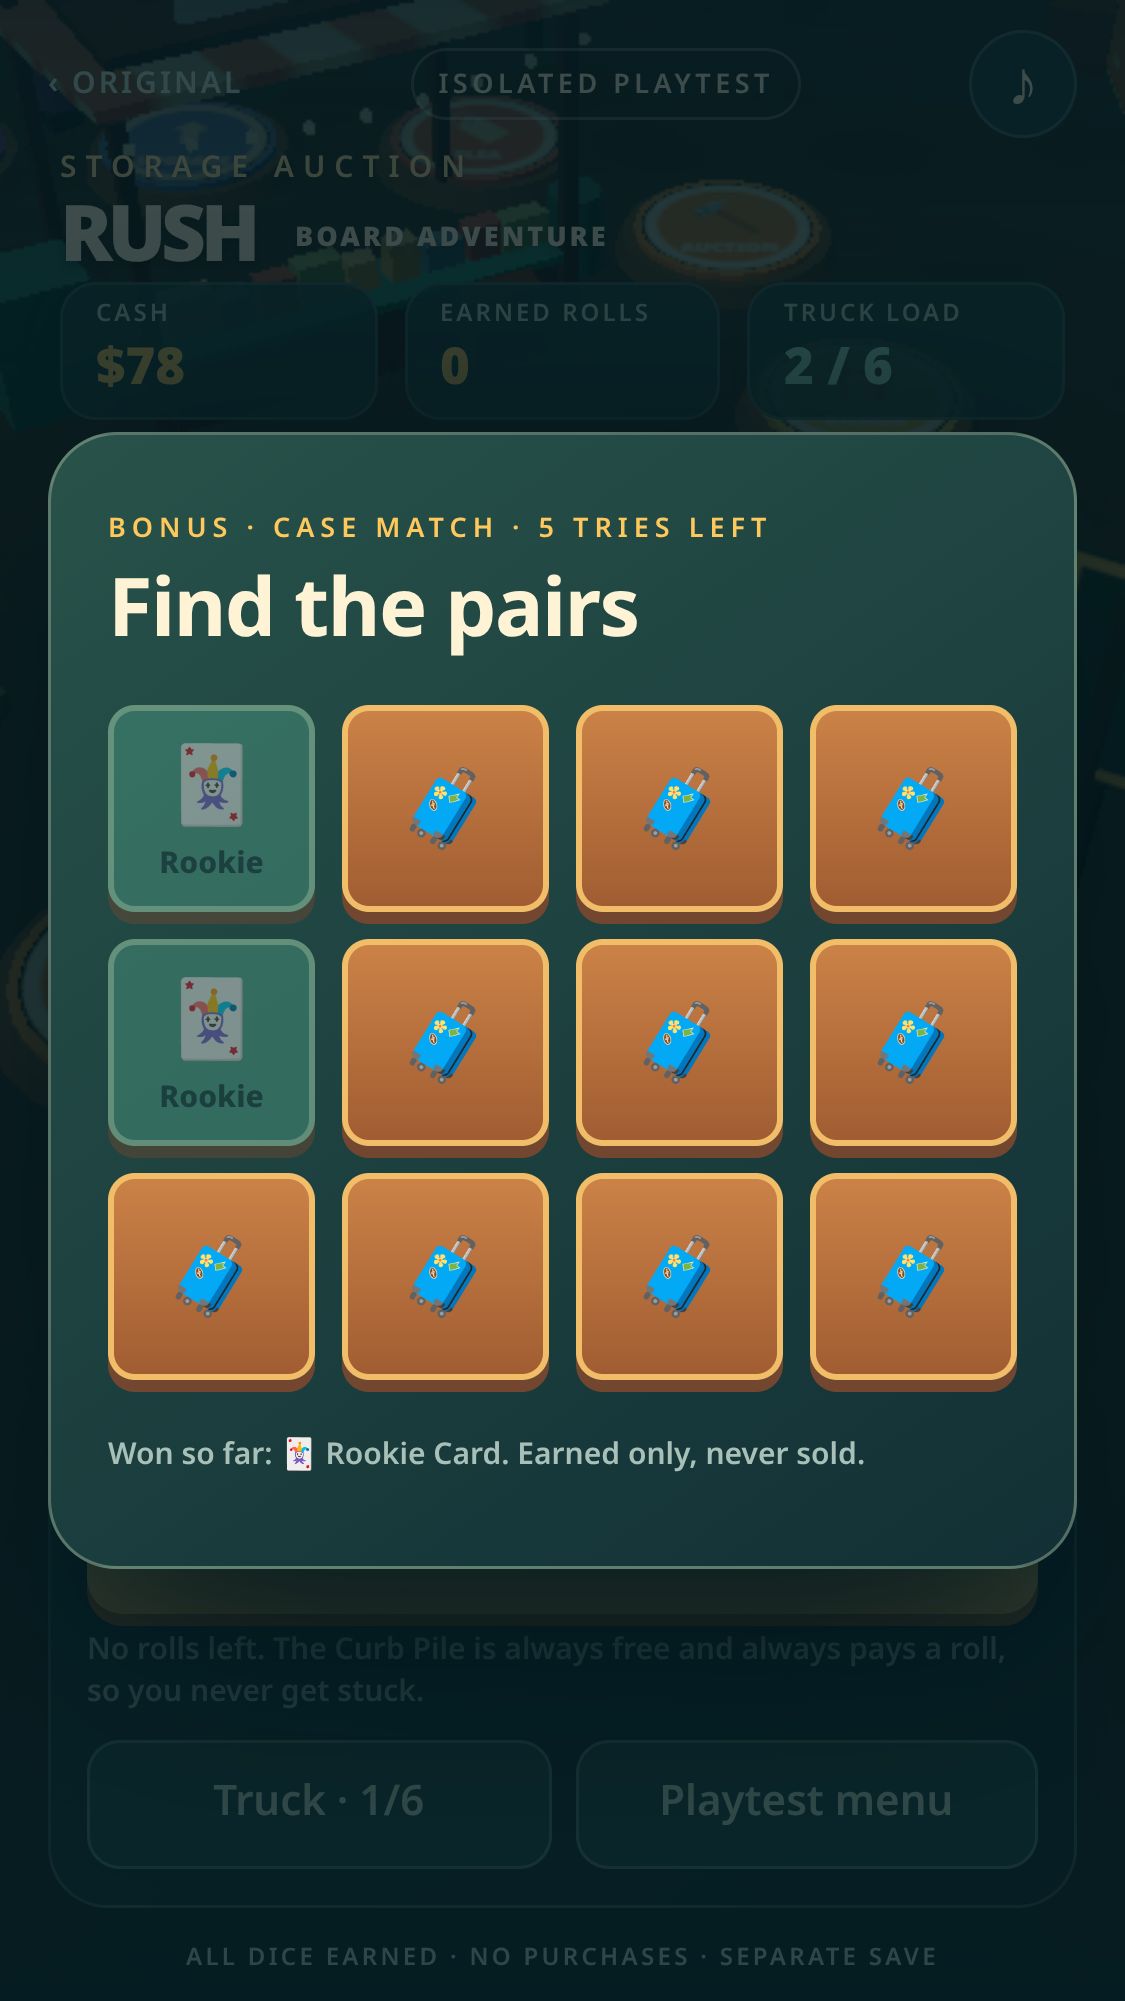 ‹ ORIGINAL
ISOLATED PLAYTEST
STORAGE AUCTION
RUSH BOARD ADVENTURE
AUCTION
CASH
$78
EARNED ROLLS
0
TRUCK LOAD
2 / 6
BONUS · CASE MATCH · 5 TRIES LEFT
Find the pairs
Rookie
Rookie
Won so far: 🃏 Rookie Card. Earned only, never sold.
No rolls left. The Curb Pile is always free and always pays a roll,
so you never get stuck.
Truck · 1/6
Playtest menu
ALL DICE EARNED · NO PURCHASES · SEPARATE SAVE